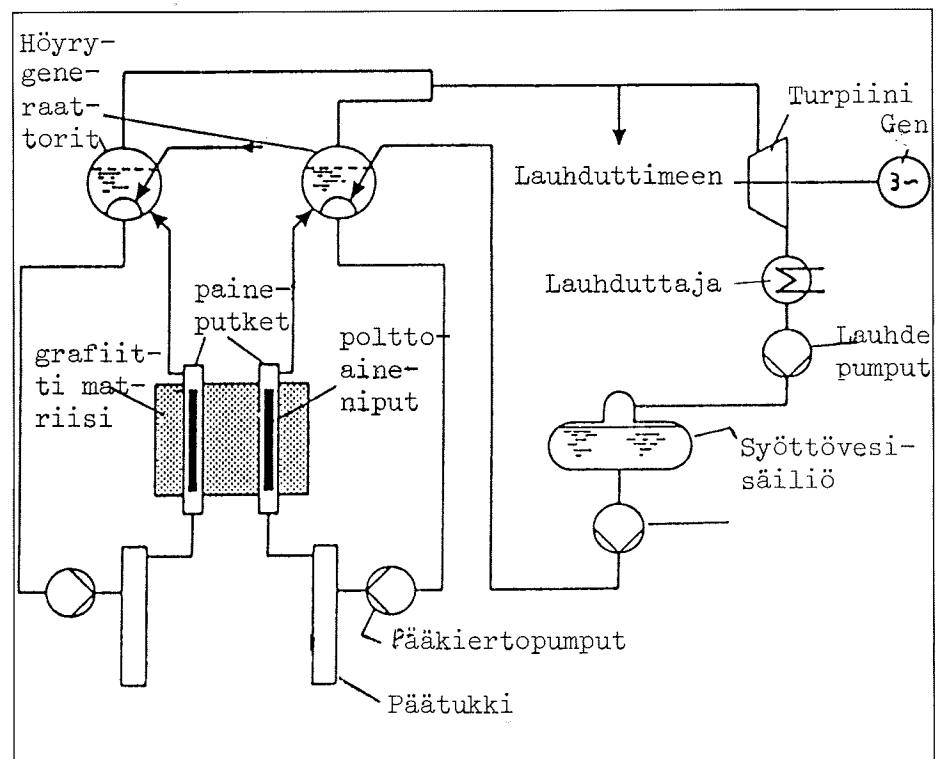 Höyry-
gene-
raat-
torit
Turpiini
Gen
3~
Lauhduttimeen
Lauhduttaja
paine-
putket
poltto-
aine-
niput
grafiit-
ti mat-
riisi
Lauhde
pumput
Syöttövesi-
säiliö
Pääkiertopumput
Päätukki